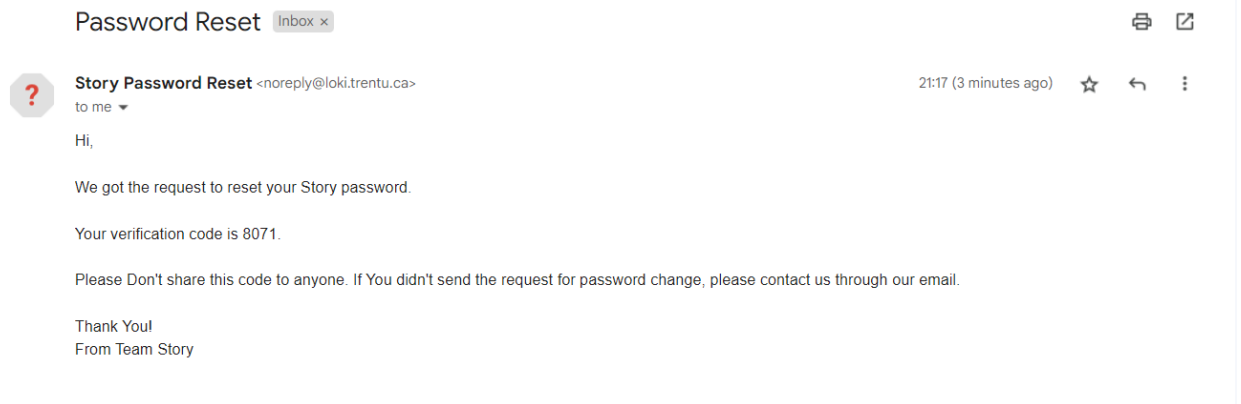 Password Reset Inbox ×
Story Password Reset <noreply@loki.trentu.ca> 21:17 (3 minutes ago)
?
to me
Hi,
We got the request to reset your Story password.
Your verification code is 8071.
Please Don't share this code to anyone. If You didn't send the request for password change, please contact us through our email.
Thank You!
From Team Story